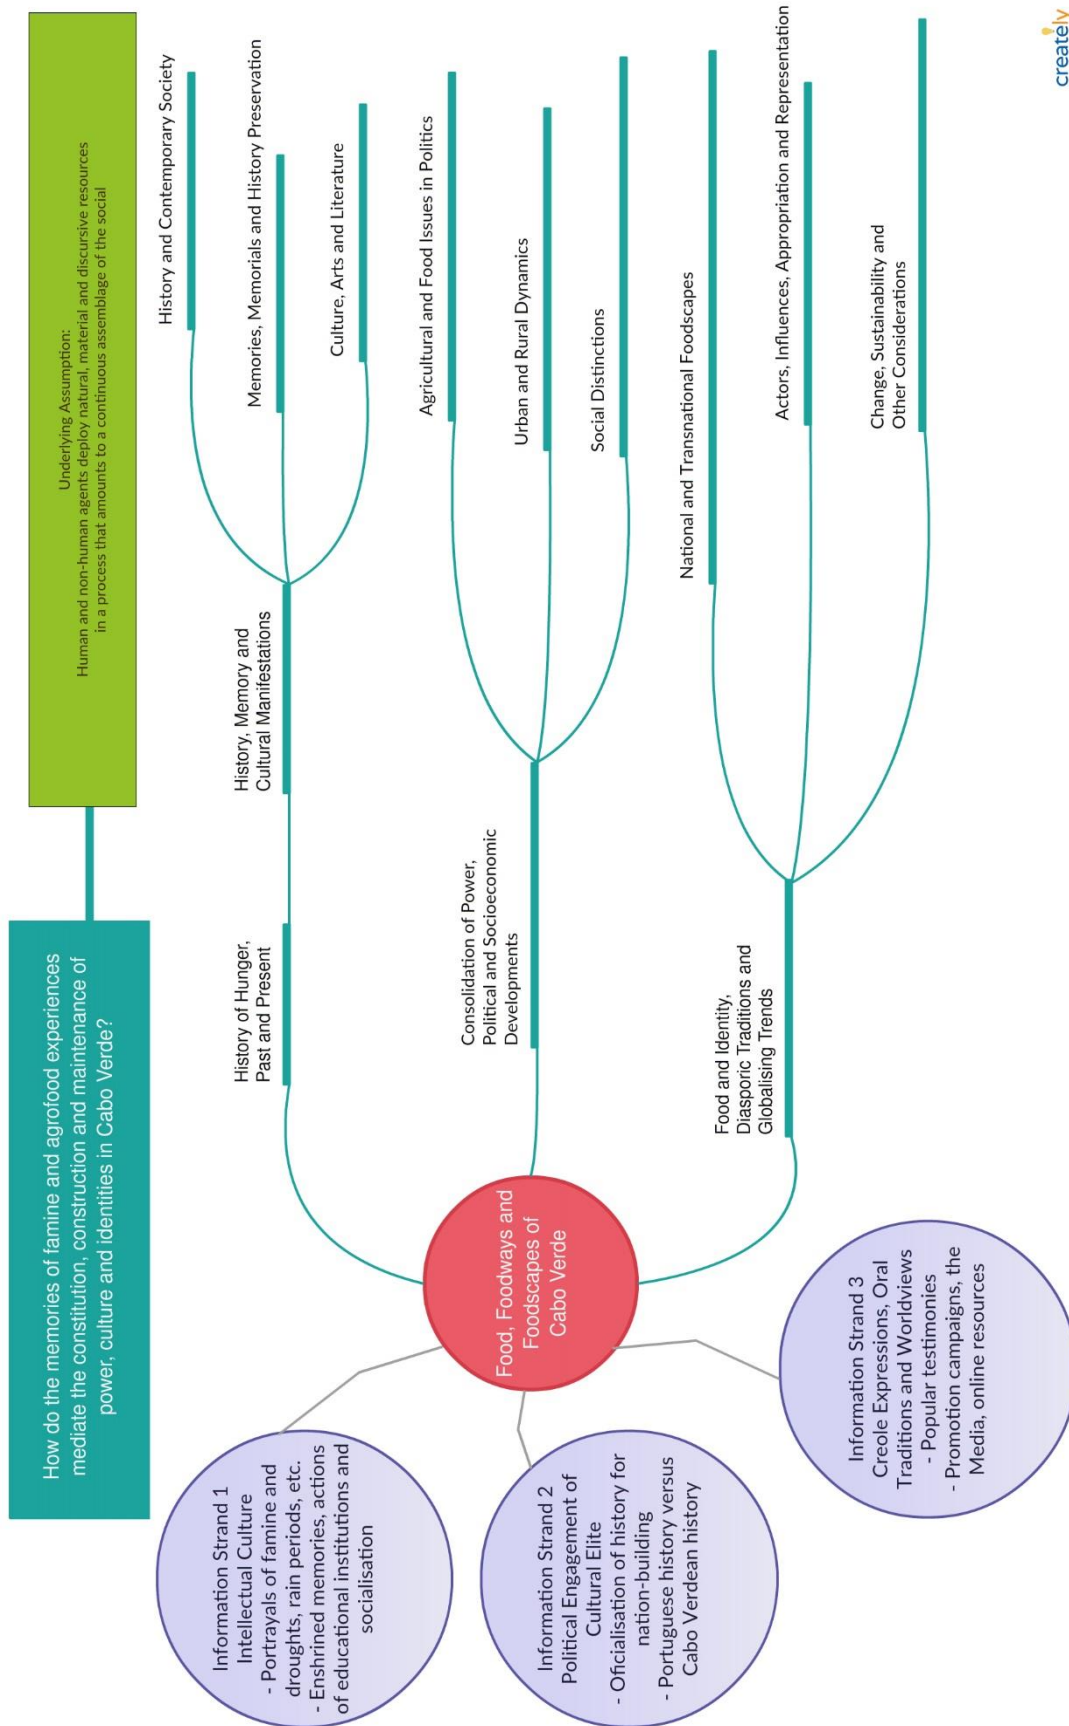 How do the memories of famine and agrofood experiences
mediate the constitution, construction and maintenance of
power, culture and identities in Cabo Verde?
Underlying Assumption:
Human and non-human agents deploy natural, material and discursive resources
in a process that amounts to a continuous assemblage of the social
Information Strand 1
Intellectual Culture
- Portrayals of famine and
droughts, rain periods, etc.
- Enshrined memories, actions
of educational institutions and
socialisation
Information Strand 2
Political Engagement of
Cultural Elite
- Oficialisation of history for
nation-building
- Portuguese history versus
Cabo Verdean history
Information Strand 3
Creole Expressions, Oral
Traditions and Worldviews
- Popular testimonies
- Promotion campaigns, the
Media, online resources
Food, Foodways and
Foodscapes of
Cabo Verde
History of Hunger,
Past and Present
History, Memory and
Cultural Manifestations
History and Contemporary Society
Memories, Memorials and History Preservation
Culture, Arts and Literature
Consolidation of Power,
Political and Socioeconomic
Developments
Agricultural and Food Issues in Politics
Urban and Rural Dynamics
Social Distinctions
Food and Identity,
Diasporic Traditions and
Globalising Trends
National and Transnational Foodscapes
Actors, Influences, Appropriation and Representation
Change, Sustainability and
Other Considerations
creately